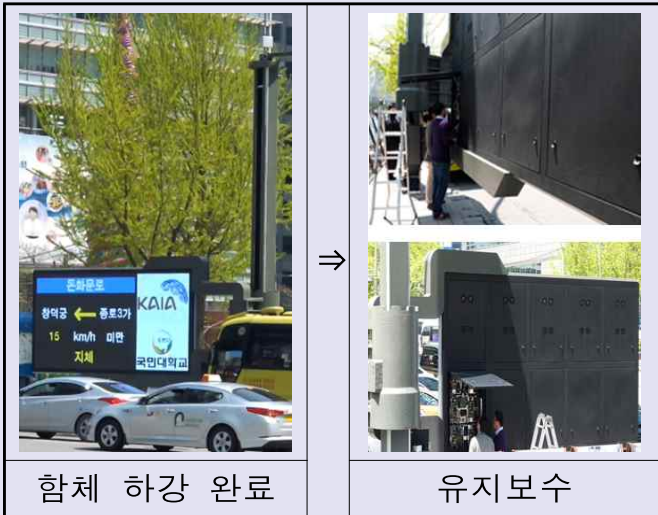 돈화문로
창덕궁 ← 종로3가
15 km/h 미만
지체
KAIA
국민대학교
⇒
함체 하강 완료
유지보수